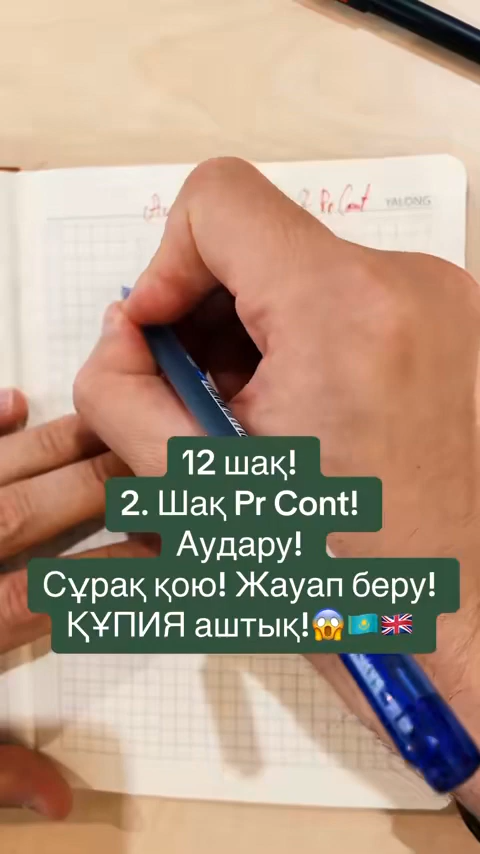 & Pr Cont YALONG
12 шақ!
2. Шақ Pr Cont!
Аудару!
Сұрақ қою! Жауап беру!
ҚҰПИЯ аштық!😱🇰🇿🇬🇧